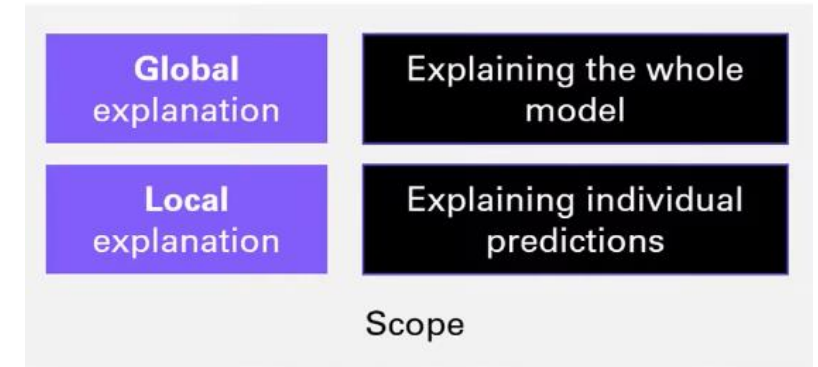 Global
explanation
Explaining the whole
model
Local
explanation
Explaining individual
predictions
Scope